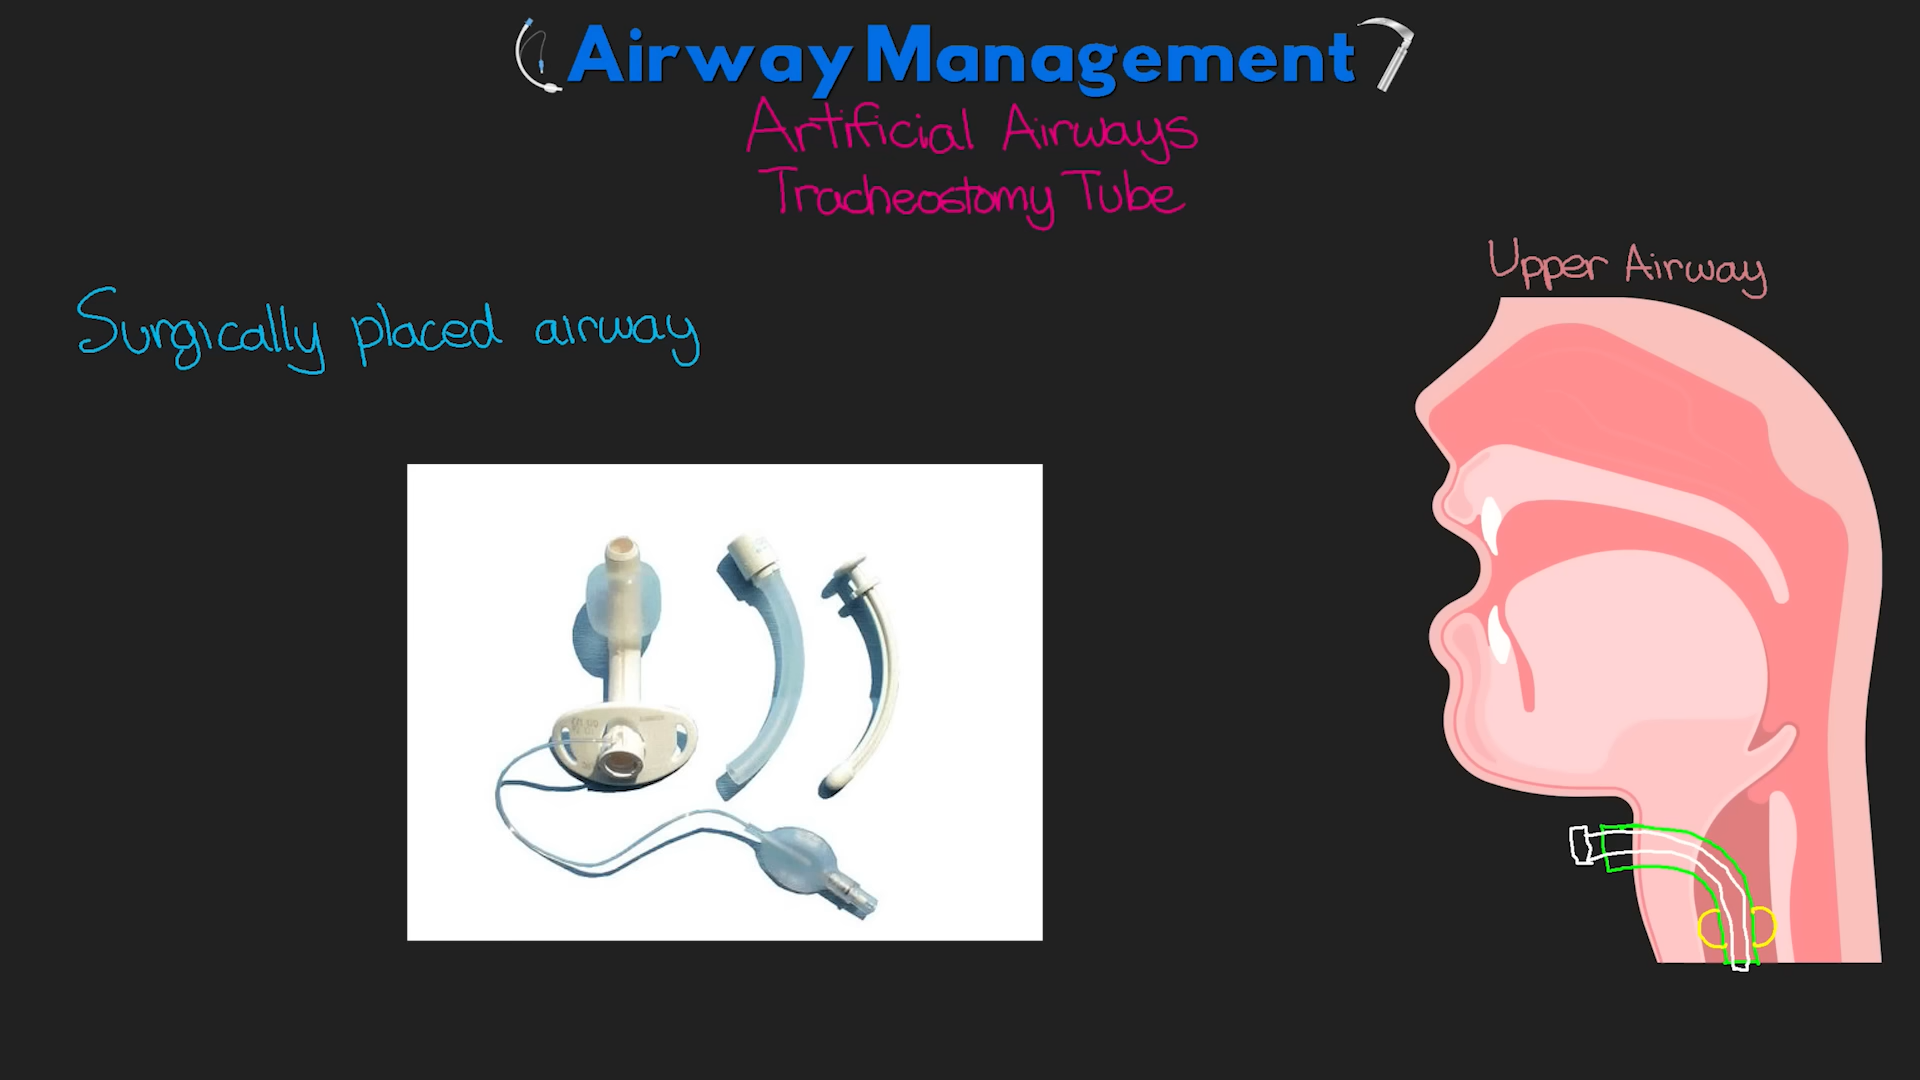 Airway Management
Artificial Airways
Tracheostomy Tube
Upper Airway
Surgically placed airway